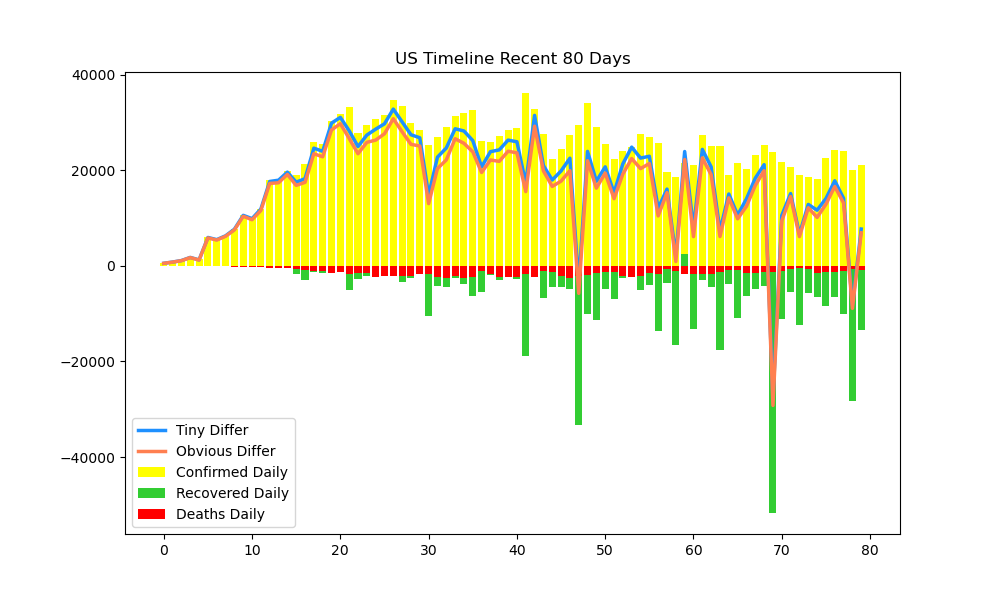 US Timeline Recent 80 Days
40000
20000
0
−20000
−40000
Tiny Differ
Obvious Differ
Confirmed Daily
Recovered Daily
Deaths Daily
0 10 20 30 40 50 60 70 80